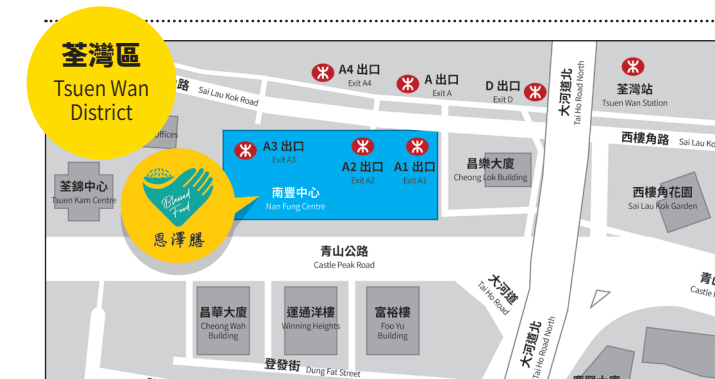 荃灣區
Tsuen Wan
District
路 Sai Lau Kok Road
A4 出口
Exit A4
A 出口
Exit A
D 出口
Exit D
大河道北
Tai Ho Road North
荃灣站
Tsuen Wan Station
西樓角路 Sai Lau Ko
Offices
A3 出口
Exit A3
A2 出口
Exit A2
A1 出口
Exit A1
南豐中心
Nan Fung Centre
昌樂大廈
Cheong Lok Building
西樓角花園
Sai Lau Kok Garden
荃錦中心
Tsuen Kam Centre
Blessed
Food
恩澤膳
青山公路
Castle Peak Road
大河道
Tai Ho Road
青山
Castle
昌華大廈
Cheong Wah
Building
運通洋樓
Winning Heights
富裕樓
Foo Yu
Building
大河道北
Tai Ho Road North
登發街 Dung Fat Street